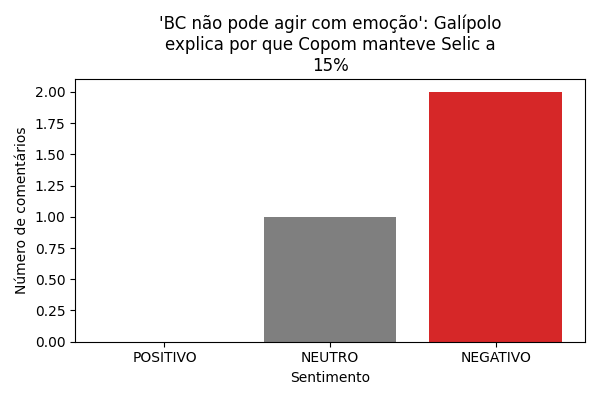 'BC não pode agir com emoção': Galípolo
explica por que Copom manteve Selic a
15%
Número de comentários
2.00
1.75
1.50
1.25
1.00
0.75
0.50
0.25
0.00
POSITIVO
NEUTRO
NEGATIVO
Sentimento